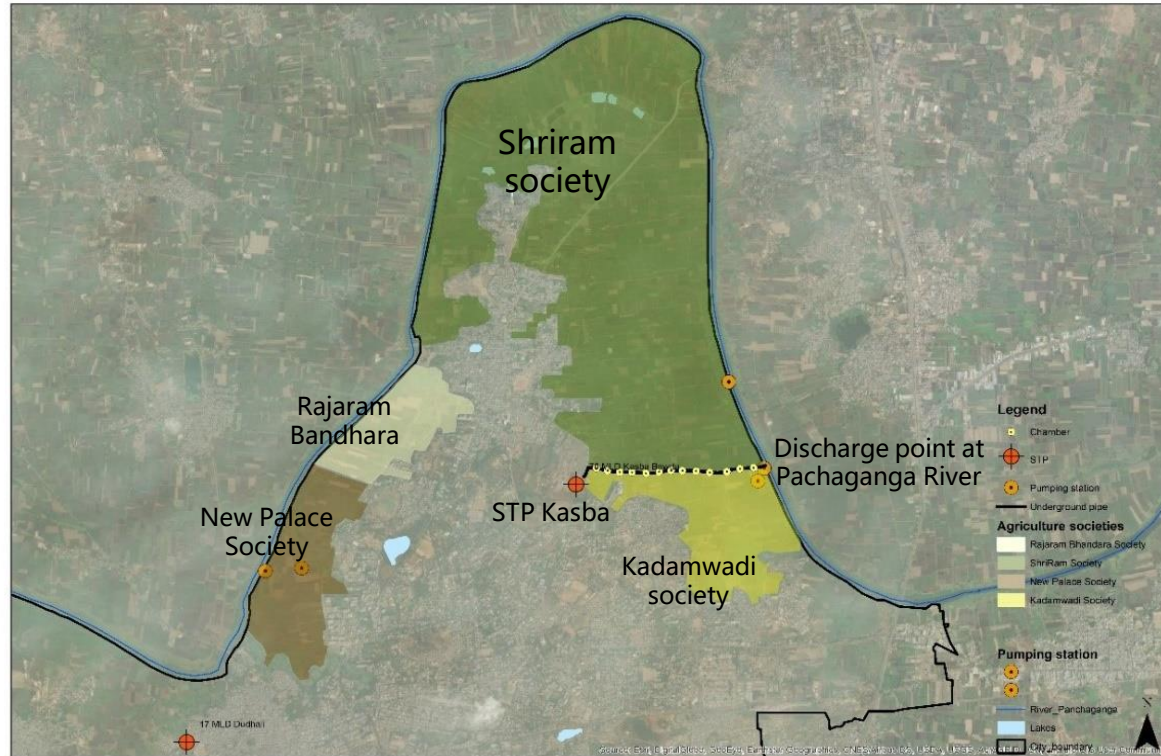 Shriram
society
Rajaram
Bandhara
Discharge point at
Pachaganga River
STP Kasba
New Palace
Society
Kadamwadi
society
17 MLD Dudhali
Legend
Chamber
STP
Pumping station
Underground pipe
Agriculture societies
Rajaram Bhandara Society
ShriRam Society
New Palace Society
Kadamwadi Society
Pumping station
River_Panchaganga
Lakes
City_boundary
N